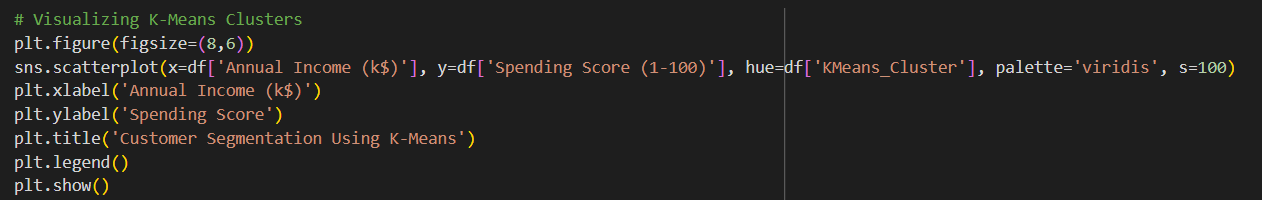 # Visualizing K-Means Clusters
plt.figure(figsize=(8,6))
sns.scatterplot(x=df['Annual Income (k$)'], y=df['Spending Score (1-100)'], hue=df['KMeans_Cluster'], palette='viridis', s=100)
plt.xlabel('Annual Income (k$)')
plt.ylabel('Spending Score')
plt.title('Customer Segmentation Using K-Means')
plt.legend()
plt.show()